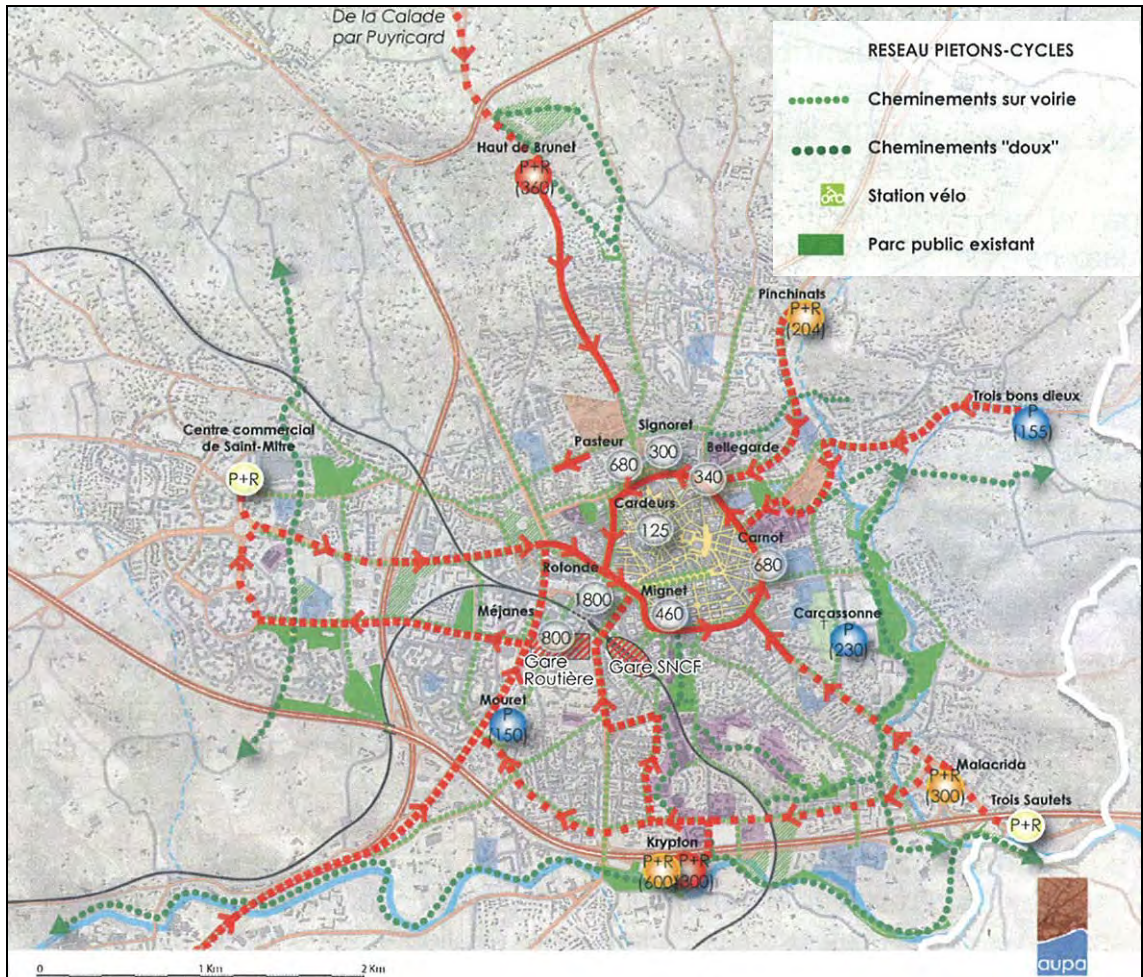 De la Calade
par Puyricard
RESEAU PIETONS-CYCLES
Cheminements sur voirie
Cheminements "doux"
Station vélo
Parc public existant
Haut de Brunet
P+R
(360)
Pinchinats
P+R
(204)
Trois bons dieux
P
(155)
Centre commercial
de Saint-Mitre
P+R
Signoret
300
Pasteur
680
Bellegarde
340
Cardeurs
125
Carnot
680
Rotonde
1800
Mignet
460
Méjanes
800
Gare
Routière
Gare SNCF
Carcassonne
P
(230)
Mouret
P
(150)
Malacrida
P+R
(300)
Trois Sautets
P+R
Krypton
P+R
(600)
P+R
(300)
aupa
0 1 Km 2 Km